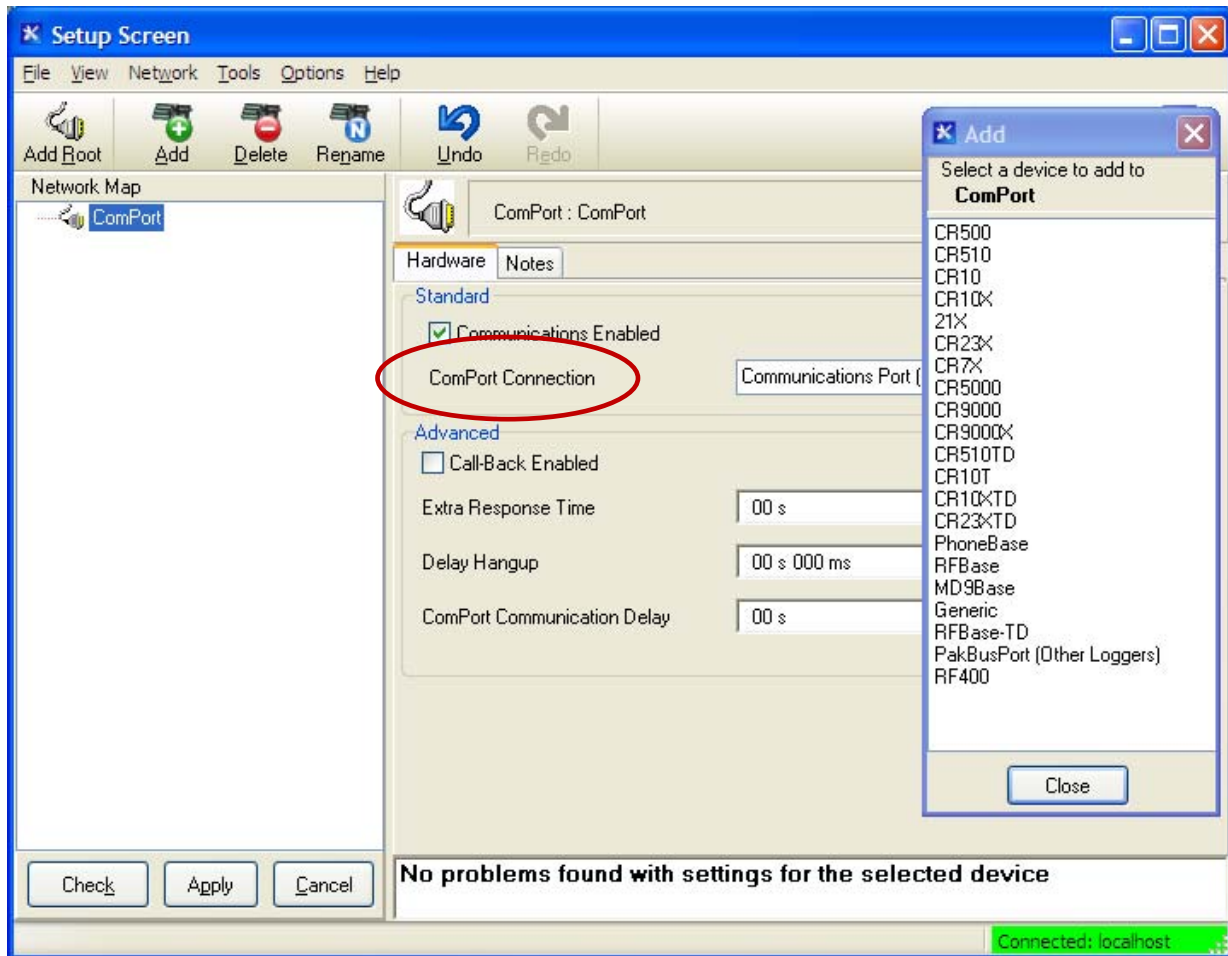 Setup Screen
File View Network Tools Options Help
Add Root Add Delete Rename Undo Redo
Network Map
ComPort
ComPort : ComPort
Hardware Notes
Standard
Communications Enabled
ComPort Connection Communications Port (
Advanced
Call-Back Enabled
Extra Response Time 00 s
Delay Hangup 00 s 000 ms
ComPort Communication Delay 00 s
Add
Select a device to add to
ComPort
CR500
CR510
CR10
CR10X
21X
CR23X
CR7X
CR5000
CR9000
CR9000X
CR510TD
CR10T
CR10XTD
CR23XTD
PhoneBase
RFBase
MD9Base
Generic
RFBase-TD
PakBusPort (Other Loggers)
RF400
Close
Check Apply Cancel
No problems found with settings for the selected device
Connected: localhost